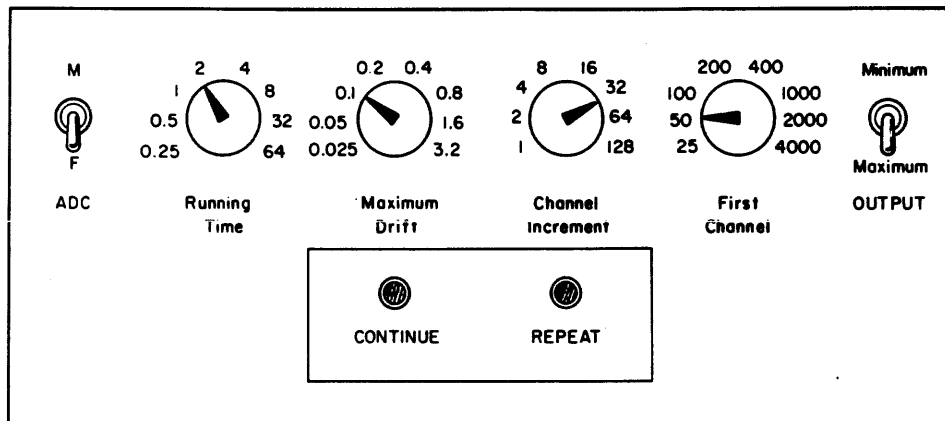 M
F
ADC
0.25 0.5 1 2 4 8 32 64
Running
Time
0.025 0.05 0.1 0.2 0.4 0.8 1.6 3.2
Maximum
Drift
1 2 4 8 16 32 64 128
Channel
Increment
25 50 100 200 400 1000 2000 4000
First
Channel
Minimum
Maximum
OUTPUT
CONTINUE
REPEAT